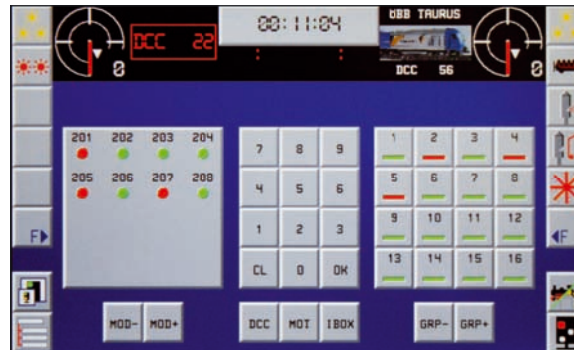 00:11:04
ÖBB TAURUS
DCC 22
0
DCC 56
0
201 202 203 204
205 206 207 208
7 8 9
4 5 6
1 2 3
CL 0 OK
1 2 3 4
5 6 7 8
9 10 11 12
13 14 15 16
F
F
MOD- MOD+
DCC MOT IBOX
GRP- GRP+